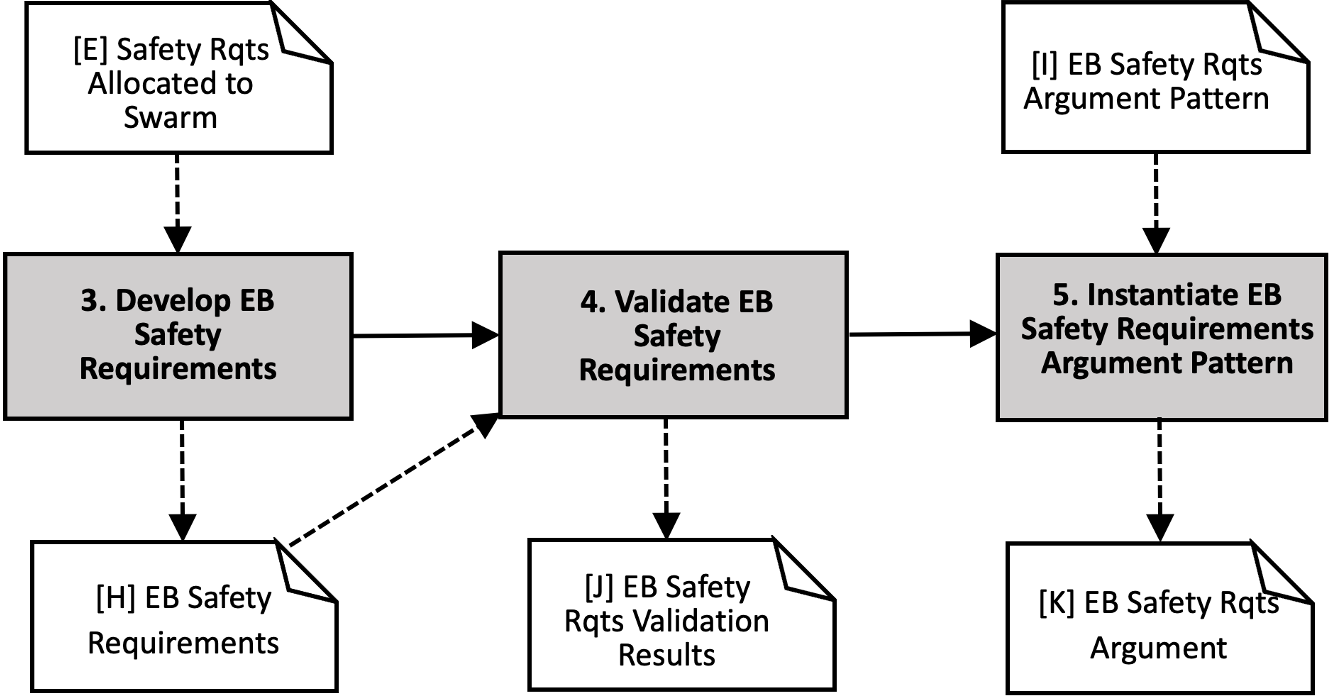 [E] Safety Rqts
Allocated to
Swarm
[I] EB Safety Rqts
Argument Pattern
3. Develop EB
Safety
Requirements
4. Validate EB
Safety
Requirements
5. Instantiate EB
Safety Requirements
Argument Pattern
[H] EB Safety
Requirements
[J] EB Safety
Rqts Validation
Results
[K] EB Safety Rqts
Argument